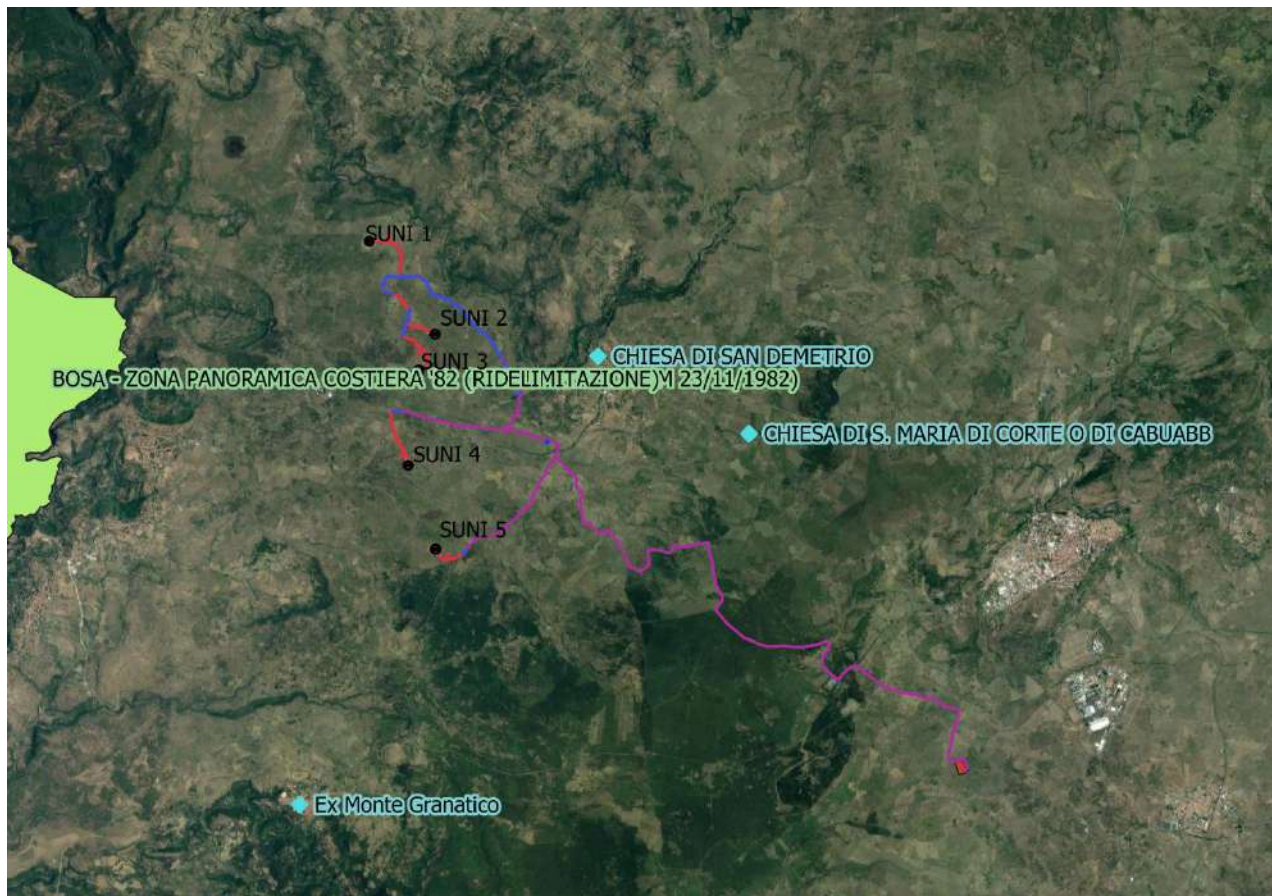 SUNI 1
SUNI 2
CHIESA DI SAN DEMETRIO
SUNI 3
BOSA - ZONA PANORAMICA COSTIERA '82 (RIDELIMITAZIONE)M 23/11/1982)
CHIESA DI S. MARIA DI CORTE O DI CABUABB
SUNI 4
SUNI 5
Ex Monte Granatico